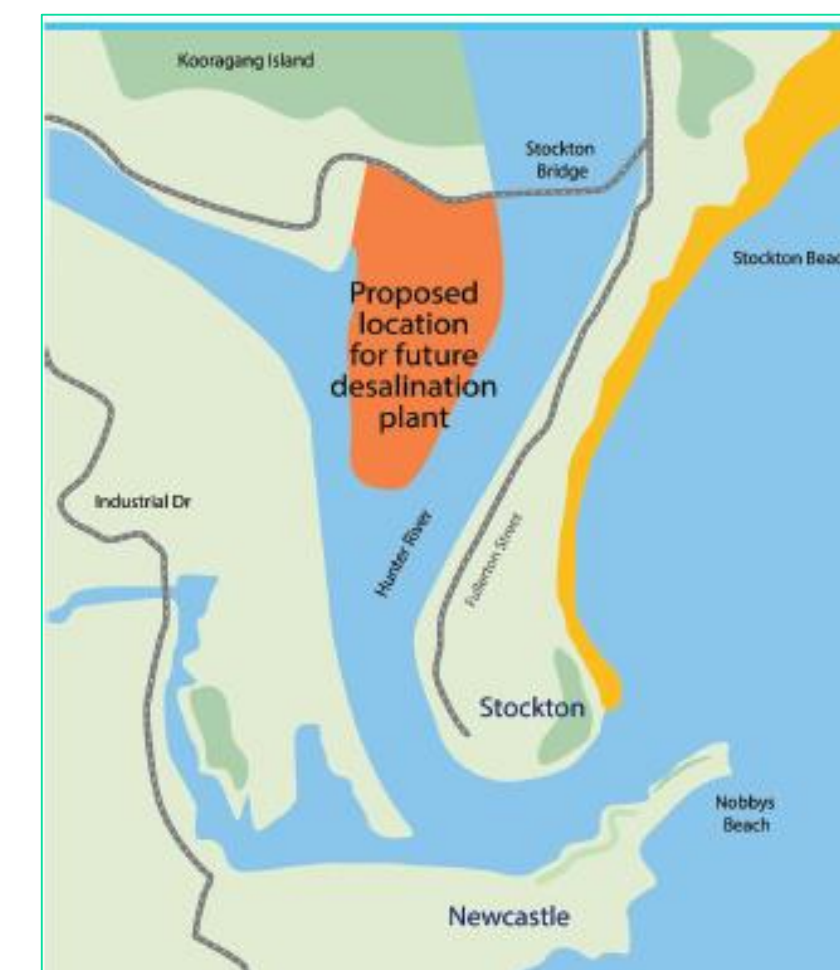 Kooragang Island
Stockton
Bridge
Stockton
Proposed
location
for future
desalination
plant
Industrial Dr
Hunter River
Fullerton Street
Stockton
Nobbys
Beach
Newcastle